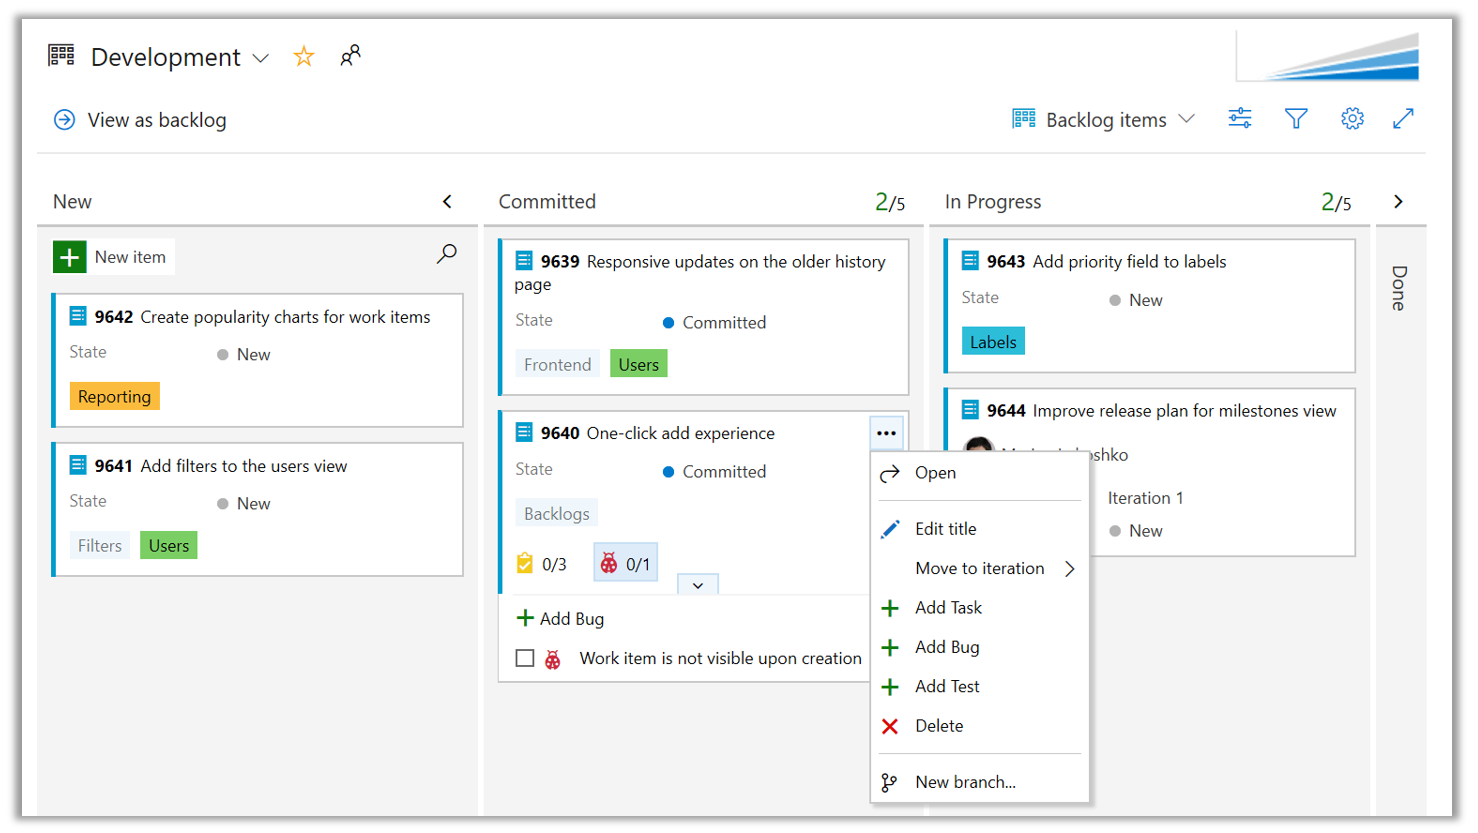 Development
View as backlog
Backlog items
New
New item
9642 Create popularity charts for work items
State
New
Reporting
9641 Add filters to the users view
State
New
Filters
Users
Committed
2/5
9639 Responsive updates on the older history
page
State
Committed
Frontend
Users
9640 One-click add experience
State
Committed
Backlogs
0/3
0/1
Add Bug
Work item is not visible upon creation
Open
Edit title
Move to iteration
Add Task
Add Bug
Add Test
Delete
New branch...
In Progress
2/5
9643 Add priority field to labels
State
New
Labels
9644 Improve release plan for milestones view
Iteration 1
New
Done